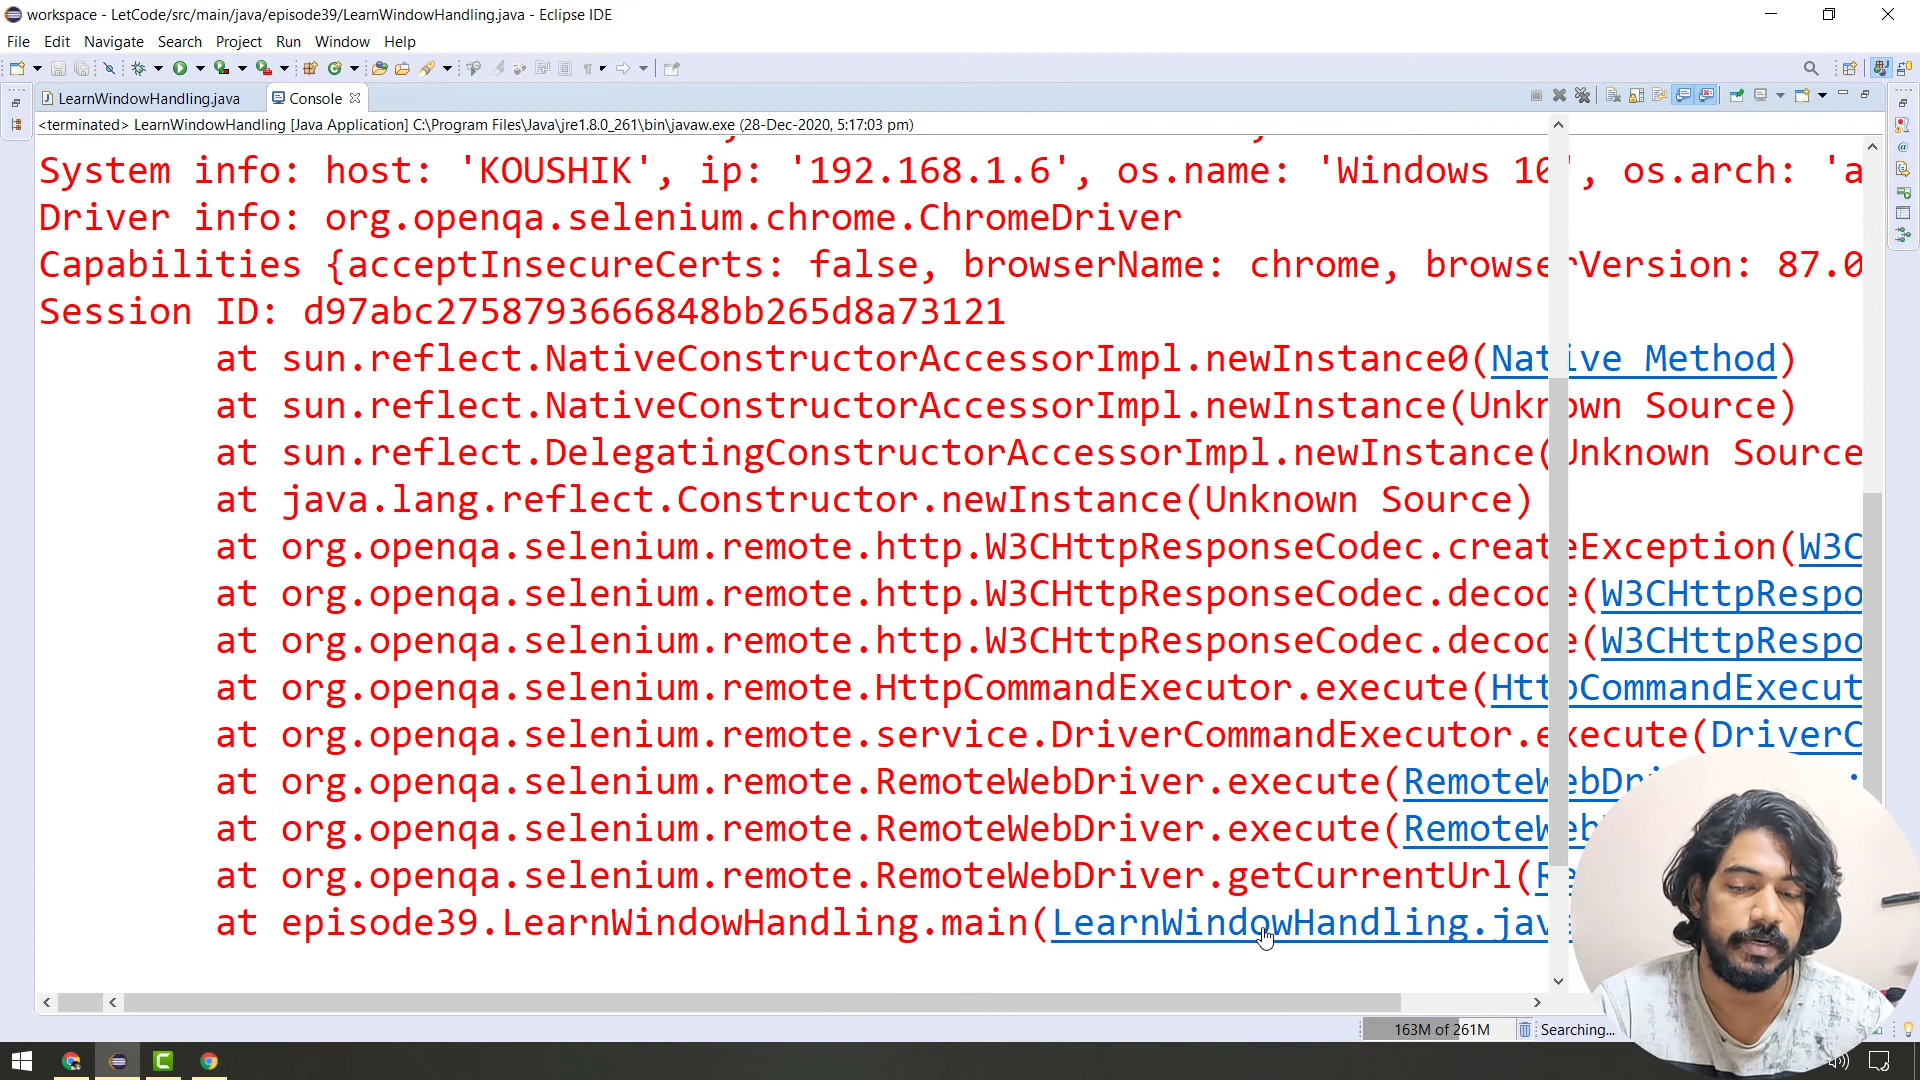 workspace - LetCode/src/main/java/episode39/LearnWindowHandling.java - Eclipse IDE
File Edit Navigate Search Project Run Window Help
LearnWindowHandling.java Console
<terminated> LearnWindowHandling [Java Application] C:\Program Files\Java\jre1.8.0_261\bin\javaw.exe (28-Dec-2020, 5:17:03 pm)
System info: host: 'KOUSHIK', ip: '192.168.1.6', os.name: 'Windows 10', os.arch: 'a
Driver info: org.openqa.selenium.chrome.ChromeDriver
Capabilities {acceptInsecureCerts: false, browserName: chrome, browserVersion: 87.0
Session ID: d97abc2758793666848bb265d8a73121
at sun.reflect.NativeConstructorAccessorImpl.newInstance0(Native Method)
at sun.reflect.NativeConstructorAccessorImpl.newInstance(Unknown Source)
at sun.reflect.DelegatingConstructorAccessorImpl.newInstance(Unknown Source
at java.lang.reflect.Constructor.newInstance(Unknown Source)
at org.openqa.selenium.remote.http.W3CHttpResponseCodec.createException(W3C
at org.openqa.selenium.remote.http.W3CHttpResponseCodec.decode(W3CHttpRespo
at org.openqa.selenium.remote.http.W3CHttpResponseCodec.decode(W3CHttpRespo
at org.openqa.selenium.remote.HttpCommandExecutor.execute(HttpCommandExecut
at org.openqa.selenium.remote.service.DriverCommandExecutor.execute(DriverC
at org.openqa.selenium.remote.RemoteWebDriver.execute(RemoteWebDri
at org.openqa.selenium.remote.RemoteWebDriver.execute(RemoteWeb
at org.openqa.selenium.remote.RemoteWebDriver.getCurrentUrl(Re
at episode39.LearnWindowHandling.main(LearnWindowHandling.jav
163M of 261M Searching...